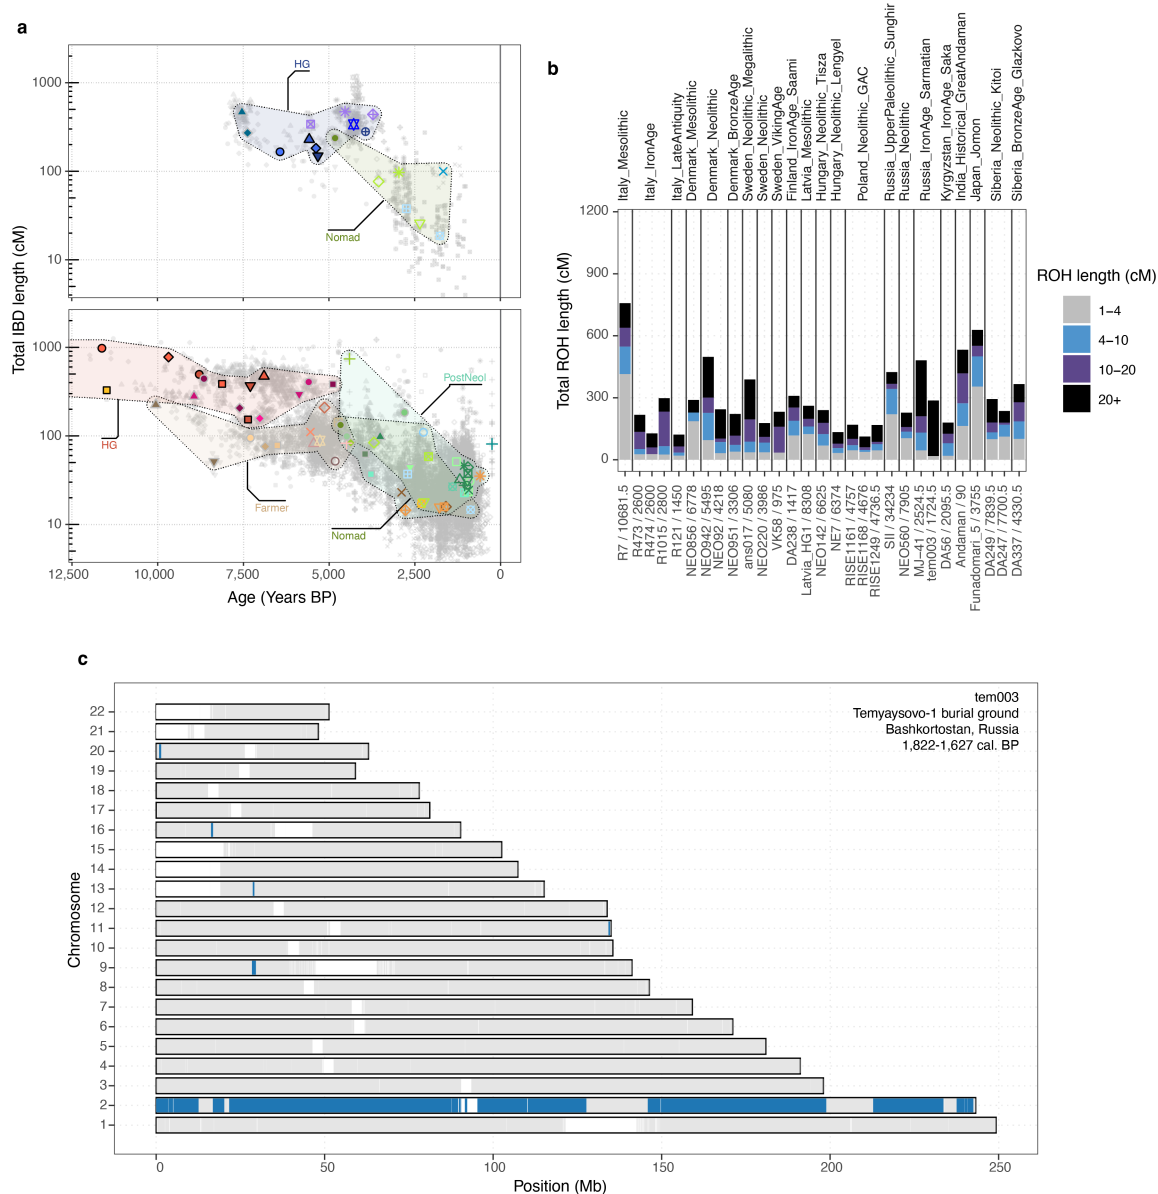 a
Total IBD length (cM)
1000
100
10
HG
Nomad
1000
100
10
HG
Farmer
Nomad
PostNeol
12,500
10,000
7,500
5,000
2,500
0
Age (Years BP)
b
Italy_Mesolithic
Italy_IronAge
Italy_LateAntiquity
Denmark_Mesolithic
Denmark_Neolithic
Denmark_BronzeAge
Sweden_Neolithic_Megalithic
Sweden_Neolithic
Sweden_VikingAge
Finland_IronAge_Saami
Latvia_Mesolithic
Hungary_Neolithic_Tisza
Hungary_Neolithic_Lengyel
Poland_Neolithic_GAC
Russia_UpperPaleolithic_Sunghir
Russia_Neolithic
Russia_IronAge_Sarmatian
Kyrgyzstan_IronAge_Saka
India_Historical_GreatAndaman
Japan_Jomon
Siberia_Neolithic_Kitoi
Siberia_BronzeAge_Glazkovo
Total ROH length (cM)
1200
900
600
300
0
R7 / 10681.5
R473 / 2600
R474 / 2600
R1015 / 2800
R121 / 1450
NEO856 / 6778
NEO942 / 5495
NEO92 / 4218
NEO951 / 3306
ans017 / 5080
NEO220 / 3986
VK58 / 975
DA238 / 1417
Latvia_HG1 / 8308
NEO142 / 6625
NE7 / 6374
RISE1161 / 4757
RISE1168 / 4676
RISE1249 / 4736.5
SII / 34234
NEO560 / 7905
MJ-41 / 2524.5
tem003 / 1724.5
DA56 / 2095.5
Andaman / 90
Funadomari_5 / 3755
DA249 / 7839.5
DA247 / 7700.5
DA337 / 4330.5
ROH length (cM)
1–4
4–10
10–20
20+
c
Chromosome
tem003
Temyaysovo-1 burial ground
Bashkortostan, Russia
1,822-1,627 cal. BP
22
21
20
19
18
17
16
15
14
13
12
11
10
9
8
7
6
5
4
3
2
1
0
50
100
150
200
250
Position (Mb)